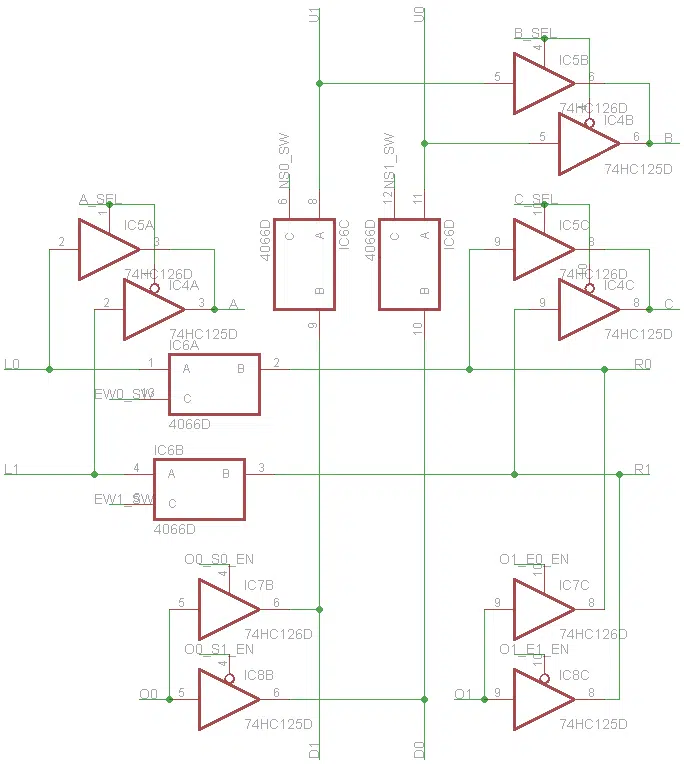 U1
U0
B_SEL
4
IC5B
5
6
74HC126D
IC4B
5
6
B
74HC125D
NS0_SW
NS1_SW
6
8
12
11
4066D
C
A
IC6C
B
9
4066D
C
A
IC6D
B
10
A_SEL
1
IC5A
2
3
74HC126D
IC4A
2
3
A
74HC125D
C_SEL
10
IC5C
9
8
74HC126D
10
IC4C
9
8
C
74HC125D
L0
IC6A
1
A
B
2
R0
EW0_SW
13
C
4066D
L1
IC6B
4
A
B
3
R1
EW1_SW
5
C
4066D
O0_S0_EN
4
IC7B
5
6
74HC126D
O0_S1_EN
4
IC8B
O0
5
6
74HC125D
O1_E0_EN
10
IC7C
9
8
74HC126D
O1_E1_EN
10
IC8C
O1
9
8
74HC125D
D1
D0